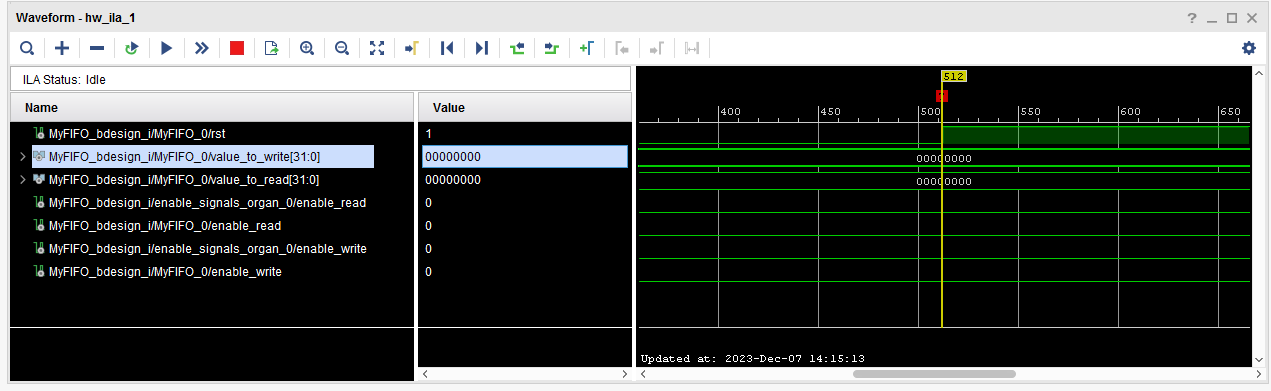 Waveform - hw_ila_1
ILA Status: Idle
Name Value
512
400 450 500 550 600 650
MyFIFO_bdesign_i/MyFIFO_0/rst 1
MyFIFO_bdesign_i/MyFIFO_0/value_to_write[31:0] 00000000 00000000
MyFIFO_bdesign_i/MyFIFO_0/value_to_read[31:0] 00000000 00000000
MyFIFO_bdesign_i/enable_signals_organ_0/enable_read 0
MyFIFO_bdesign_i/MyFIFO_0/enable_read 0
MyFIFO_bdesign_i/enable_signals_organ_0/enable_write 0
MyFIFO_bdesign_i/MyFIFO_0/enable_write 0
Updated at: 2023-Dec-07 14:15:13